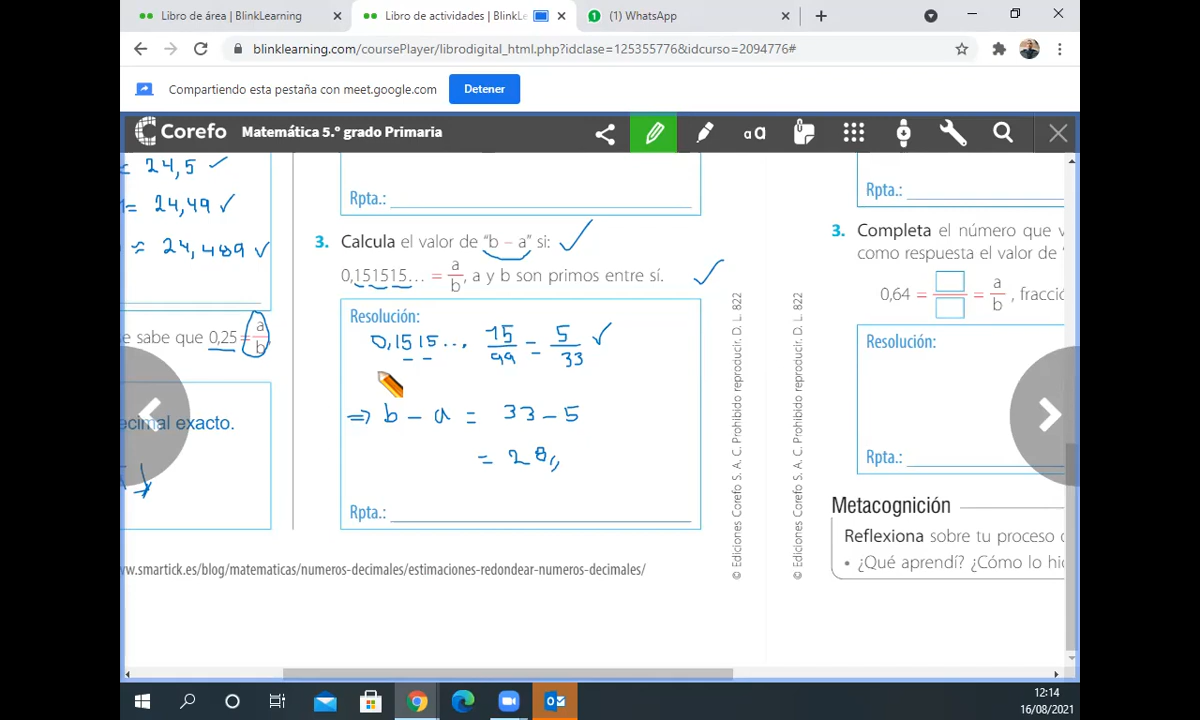 Libro de área | BlinkLearning
Libro de actividades | BlinkLe
(1) WhatsApp
blinklearning.com/coursePlayer/librodigital_html.php?idclase=125355776&idcurso=2094776#
Compartiendo esta pestaña con meet.google.com
Detener
Corefo Matemática 5.º grado Primaria
aα
= 24,5 ✓
= 24,49 ✓
≈ 24,489 ✓
se sabe que 0,25 = a/b
ecimal exacto.
Rpta.:
3. Calcula el valor de "b – a" si: ✓
0,151515... = a/b, a y b son primos entre sí. ✓
Resolución:
0,1515... 15/99 = 5/33 ✓
⇒ b – a = 33 – 5
= 28,,
Rpta.:
ww.smartick.es/blog/matematicas/numeros-decimales/estimaciones-redondear-numeros-decimales/
© Ediciones Corefo S. A. C. Prohibido reproducir. D. L. 822
© Ediciones Corefo S. A. C. Prohibido reproducir. D. L. 822
Rpta.:
3. Completa el número que v
como respuesta el valor de "
0,64 = = a/b , fracció
Resolución:
Rpta.:
Metacognición
Reflexiona sobre tu proceso d
• ¿Qué aprendí? ¿Cómo lo hic
12:14
16/08/2021